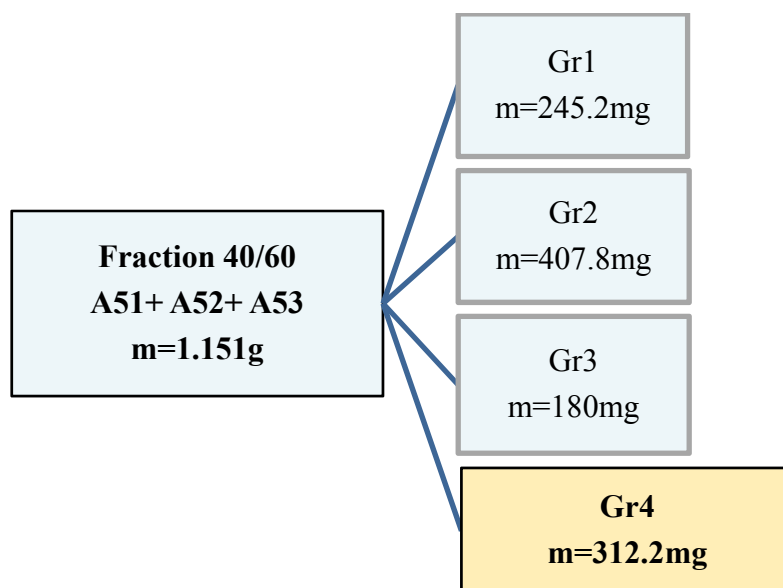 Gr1
m=245.2mg
Gr2
m=407.8mg
Fraction 40/60
A51+ A52+ A53
m=1.151g
Gr3
m=180mg
Gr4
m=312.2mg